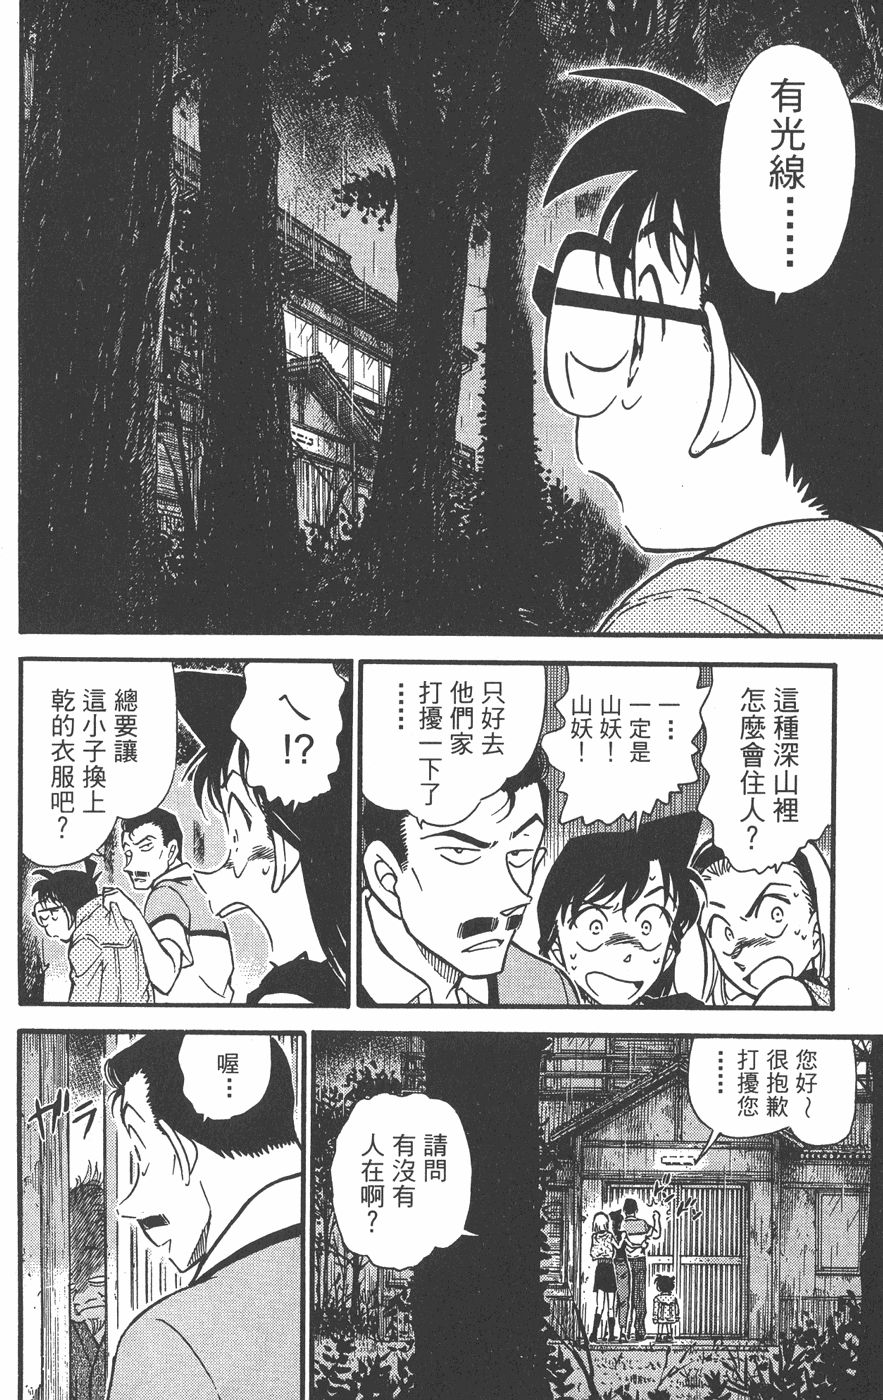 有光線……
這種深山裡
怎麼會住人？
一…
一定是
山妖！
山妖！
只好去
他們家
打擾一下了
……
ㄟ
!?
總要讓
這小子換上
乾的衣服吧？
您好～
很抱歉
打擾您
……
請問
有沒有
人在啊？
喔…
ガラ